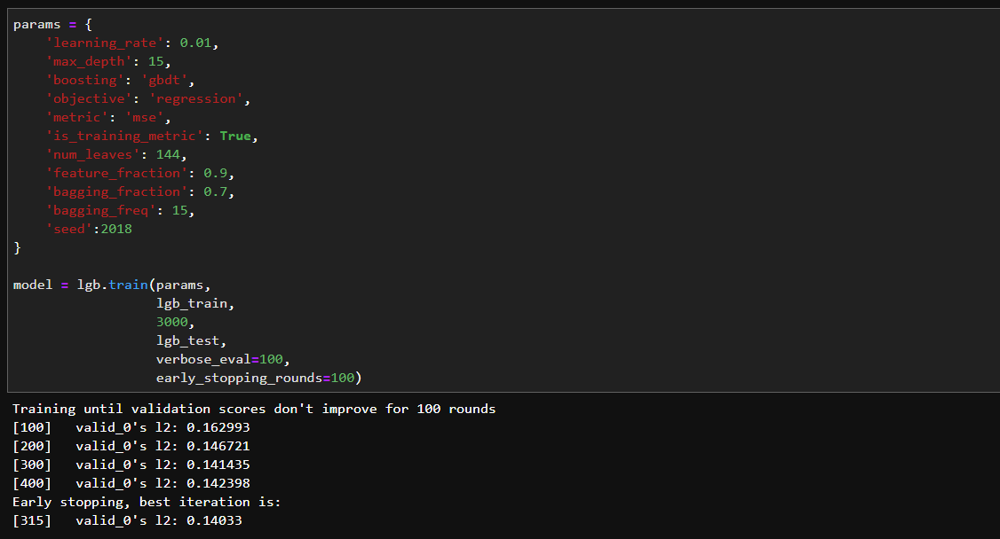 params = {
    'learning_rate': 0.01,
    'max_depth': 15,
    'boosting': 'gbdt',
    'objective': 'regression',
    'metric': 'mse',
    'is_training_metric': True,
    'num_leaves': 144,
    'feature_fraction': 0.9,
    'bagging_fraction': 0.7,
    'bagging_freq': 15,
    'seed':2018
}
model = lgb.train(params,
                  lgb_train,
                  3000,
                  lgb_test,
                  verbose_eval=100,
                  early_stopping_rounds=100)
Training until validation scores don't improve for 100 rounds
[100]   valid_0's l2: 0.162993
[200]   valid_0's l2: 0.146721
[300]   valid_0's l2: 0.141435
[400]   valid_0's l2: 0.142398
Early stopping, best iteration is:
[315]   valid_0's l2: 0.14033